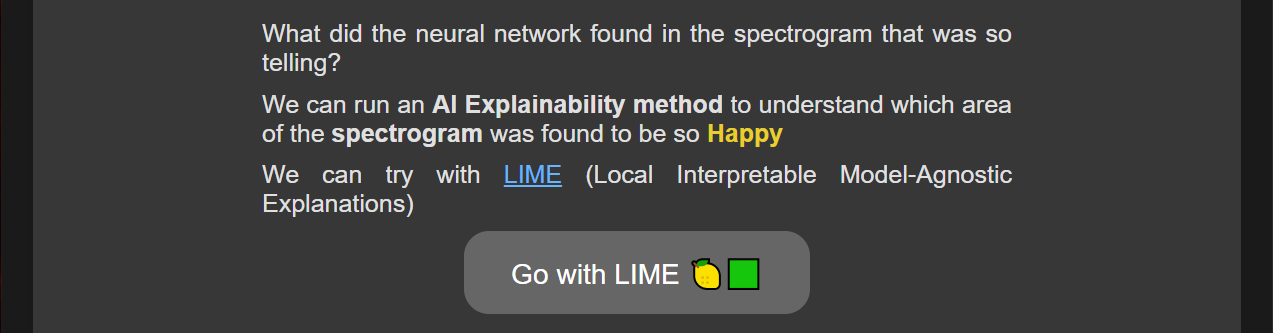 What did the neural network found in the spectrogram that was so
telling?
We can run an AI Explainability method to understand which area
of the spectrogram was found to be so Happy
We can try with LIME (Local Interpretable Model-Agnostic
Explanations)
Go with LIME 🍋🟩